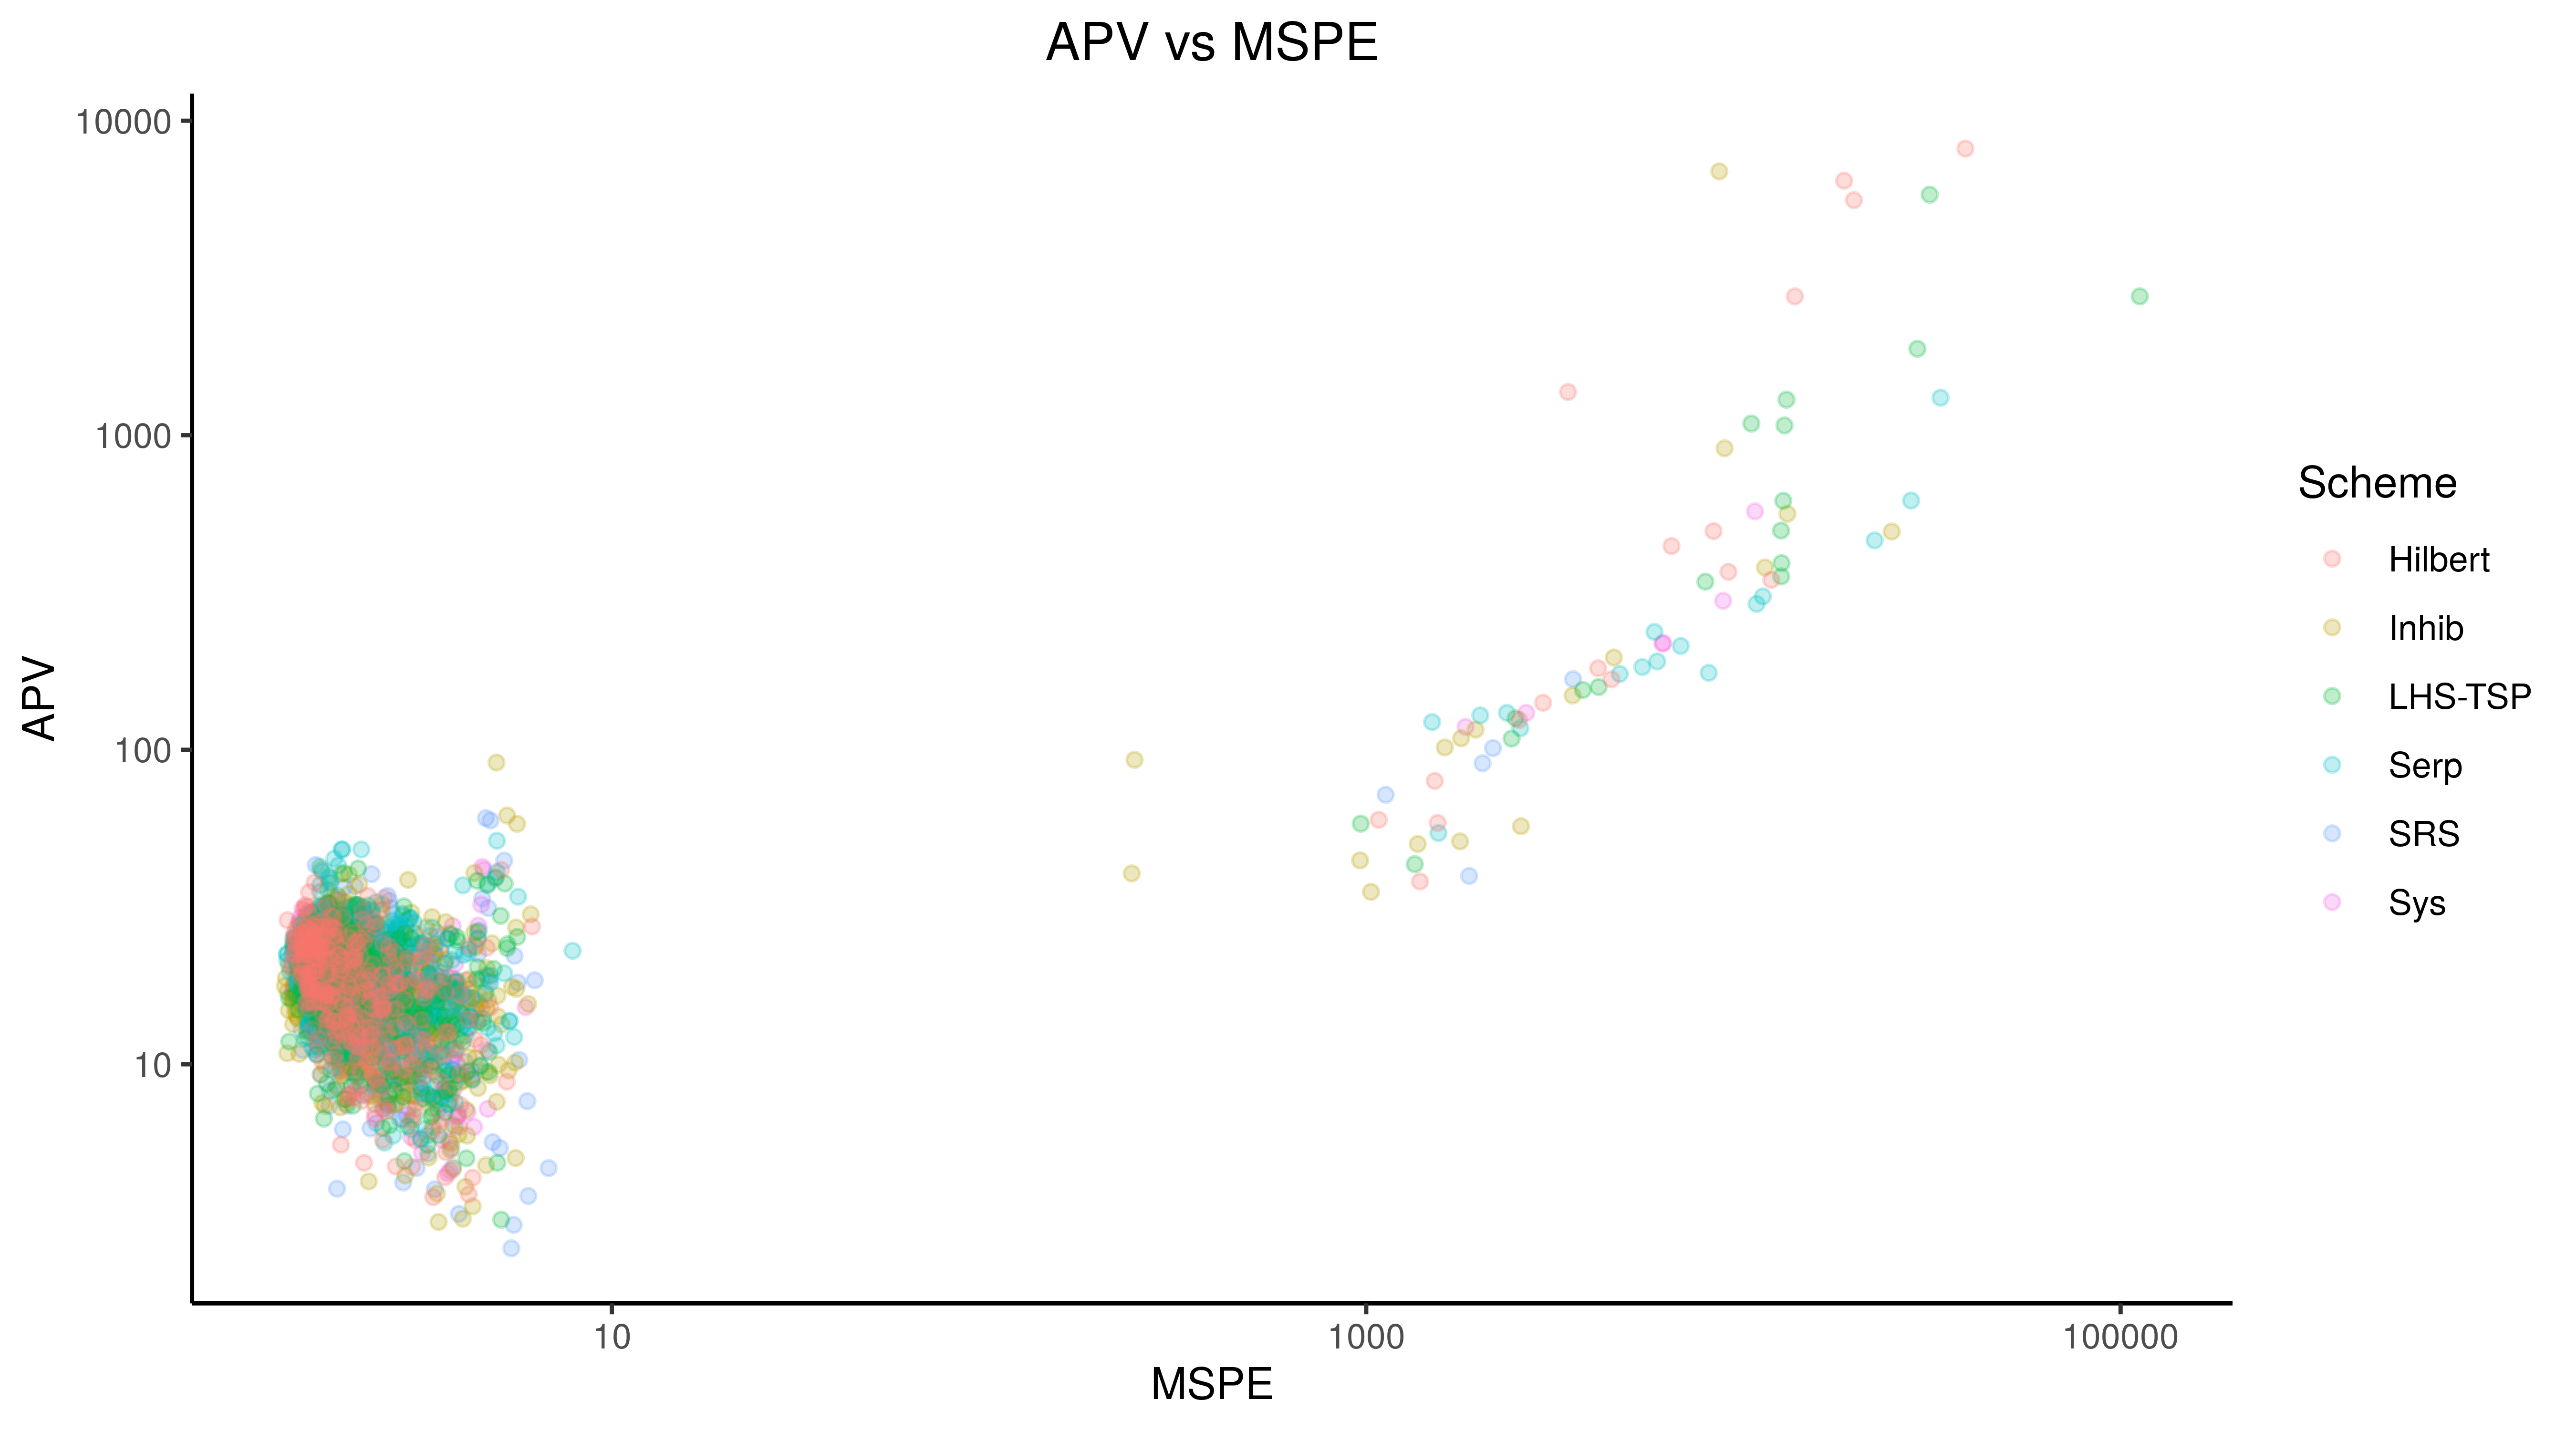 APV vs MSPE
10000
1000
100
10
APV
10
1000
100000
MSPE
Scheme
Hilbert
Inhib
LHS-TSP
Serp
SRS
Sys